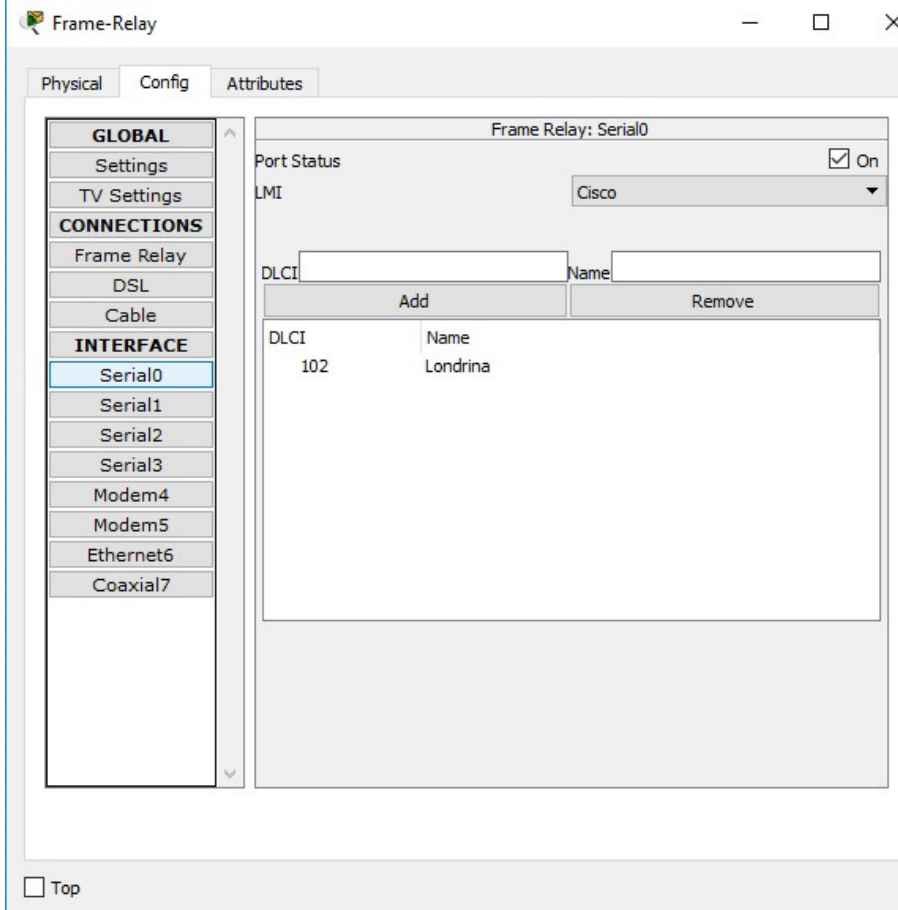 Frame-Relay
Physical Config Attributes
GLOBAL
Settings
TV Settings
CONNECTIONS
Frame Relay
DSL
Cable
INTERFACE
Serial0
Serial1
Serial2
Serial3
Modem4
Modem5
Ethernet6
Coaxial7
Frame Relay: Serial0
Port Status On
LMI Cisco
DLCI Name
Add Remove
DLCI Name
102 Londrina
Top